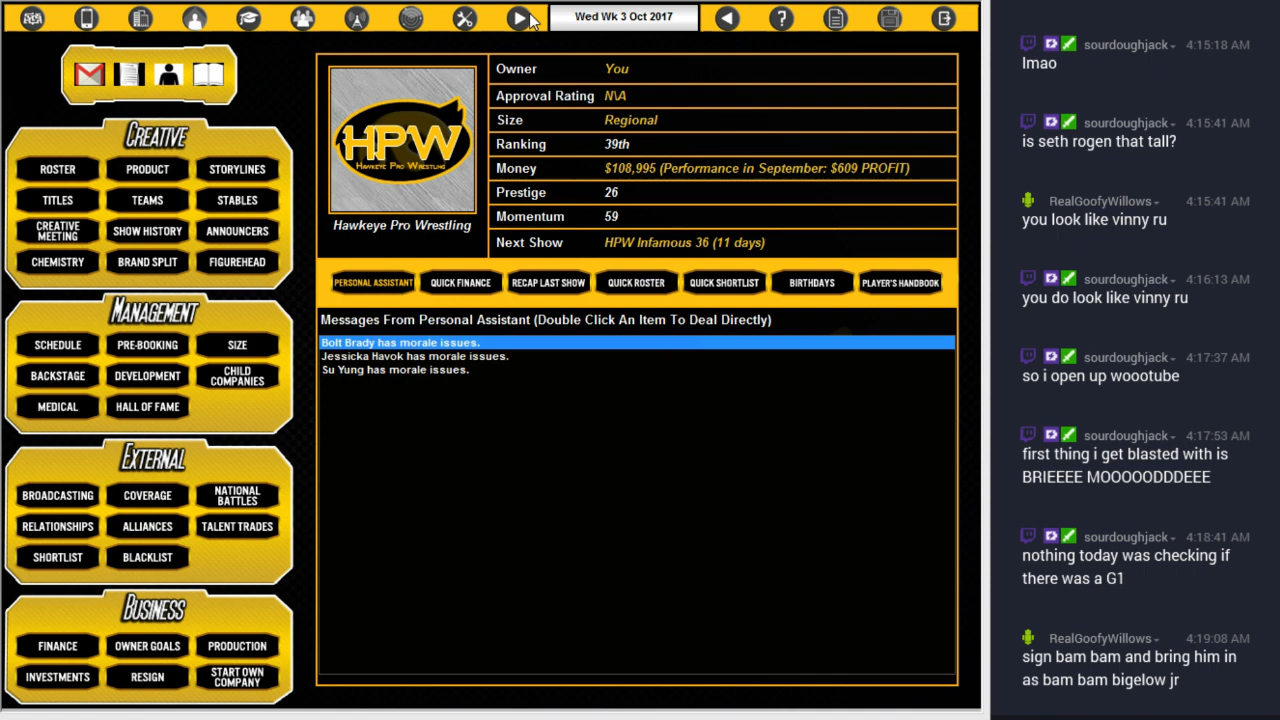 Wed Wk 3 Oct 2017
CREATIVE
ROSTER
PRODUCT
STORYLINES
TITLES
TEAMS
STABLES
CREATIVE MEETING
SHOW HISTORY
ANNOUNCERS
CHEMISTRY
BRAND SPLIT
FIGUREHEAD
MANAGEMENT
SCHEDULE
PRE-BOOKING
SIZE
BACKSTAGE
DEVELOPMENT
CHILD COMPANIES
MEDICAL
HALL OF FAME
EXTERNAL
BROADCASTING
COVERAGE
NATIONAL BATTLES
RELATIONSHIPS
ALLIANCES
TALENT TRADES
SHORTLIST
BLACKLIST
BUSINESS
FINANCE
OWNER GOALS
PRODUCTION
INVESTMENTS
RESIGN
START OWN COMPANY
HPW
HAWKEYE PRO WRESTLING
Hawkeye Pro Wrestling
Owner You
Approval Rating N\A
Size Regional
Ranking 39th
Money $108,995 (Performance in September: $609 PROFIT)
Prestige 26
Momentum 59
Next Show HPW Infamous 36 (11 days)
PERSONAL ASSISTANT
QUICK FINANCE
RECAP LAST SHOW
QUICK ROSTER
QUICK SHORTLIST
BIRTHDAYS
PLAYER'S HANDBOOK
Messages From Personal Assistant (Double Click An Item To Deal Directly)
Bolt Brady has morale issues.
Jessicka Havok has morale issues.
Su Yung has morale issues.
sourdoughjack 4:15:18 AM
lmao
sourdoughjack 4:15:41 AM
is seth rogen that tall?
RealGoofyWillows 4:15:41 AM
you look like vinny ru
sourdoughjack 4:16:13 AM
you do look like vinny ru
sourdoughjack 4:17:37 AM
so i open up woootube
sourdoughjack 4:17:53 AM
first thing i get blasted with is
BRIEEEE MOOOOODDDEEE
sourdoughjack 4:18:41 AM
nothing today was checking if
there was a G1
RealGoofyWillows 4:19:08 AM
sign bam bam and bring him in
as bam bam bigelow jr